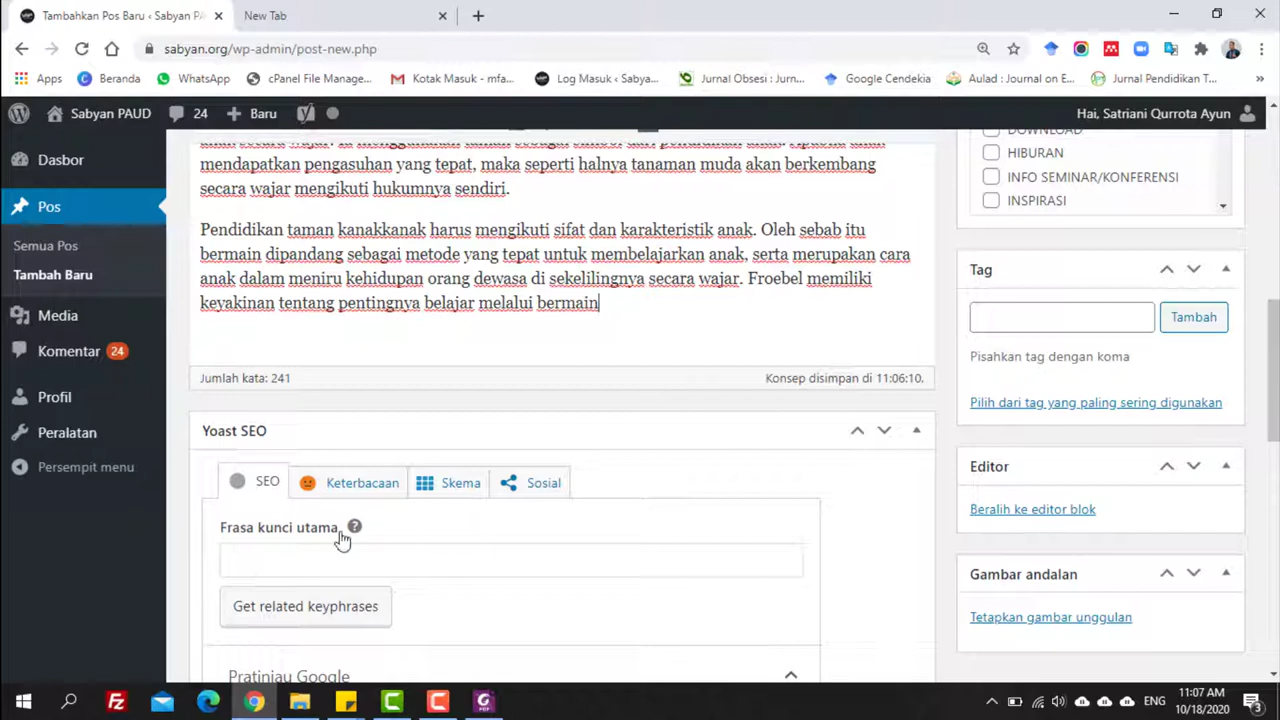 Tambahkan Pos Baru ‹ Sabyan PA
New Tab
sabyan.org/wp-admin/post-new.php
Apps
Beranda
WhatsApp
cPanel File Manage...
Kotak Masuk - mfa...
Log Masuk ‹ Sabya...
Jurnal Obsesi : Jurn...
Google Cendekia
Aulad : Journal on E...
Jurnal Pendidikan T...
Sabyan PAUD
24
Baru
Hai, Satriani Qurrota Ayun
Dasbor
Pos
Semua Pos
Tambah Baru
Media
Komentar 24
Profil
Peralatan
Persempit menu
mendapatkan pengasuhan yang tepat, maka seperti halnya tanaman muda akan berkembang
secara wajar mengikuti hukumnya sendiri.
Pendidikan taman kanakkanak harus mengikuti sifat dan karakteristik anak. Oleh sebab itu
bermain dipandang sebagai metode yang tepat untuk membelajarkan anak, serta merupakan cara
anak dalam meniru kehidupan orang dewasa di sekelilingnya secara wajar. Froebel memiliki
keyakinan tentang pentingnya belajar melalui bermain
Jumlah kata: 241
Konsep disimpan di 11:06:10.
Yoast SEO
SEO
Keterbacaan
Skema
Sosial
Frasa kunci utama
Get related keyphrases
Pratinjau Google
DOWNLOAD
HIBURAN
INFO SEMINAR/KONFERENSI
INSPIRASI
Tag
Tambah
Pisahkan tag dengan koma
Pilih dari tag yang paling sering digunakan
Editor
Beralih ke editor blok
Gambar andalan
Tetapkan gambar unggulan
ENG
11:07 AM
10/18/2020
3